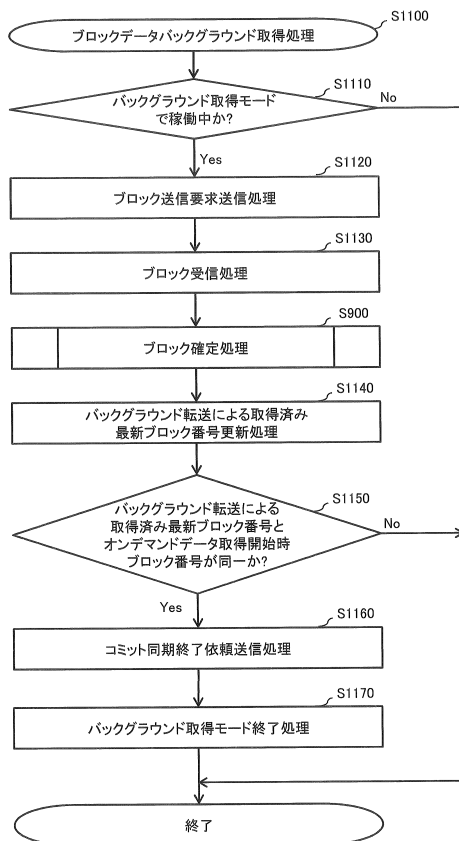 S1100
ブロックデータバックグラウンド取得処理
S1110
バックグラウンド取得モード
で稼働中か?
No
Yes
S1120
ブロック送信要求送信処理
S1130
ブロック受信処理
S900
ブロック確定処理
S1140
バックグラウンド転送による取得済み
最新ブロック番号更新処理
S1150
バックグラウンド転送による
取得済み最新ブロック番号と
オンデマンドデータ取得開始時
ブロック番号が同一か?
No
Yes
S1160
コミット同期終了依頼送信処理
S1170
バックグラウンド取得モード終了処理
終了